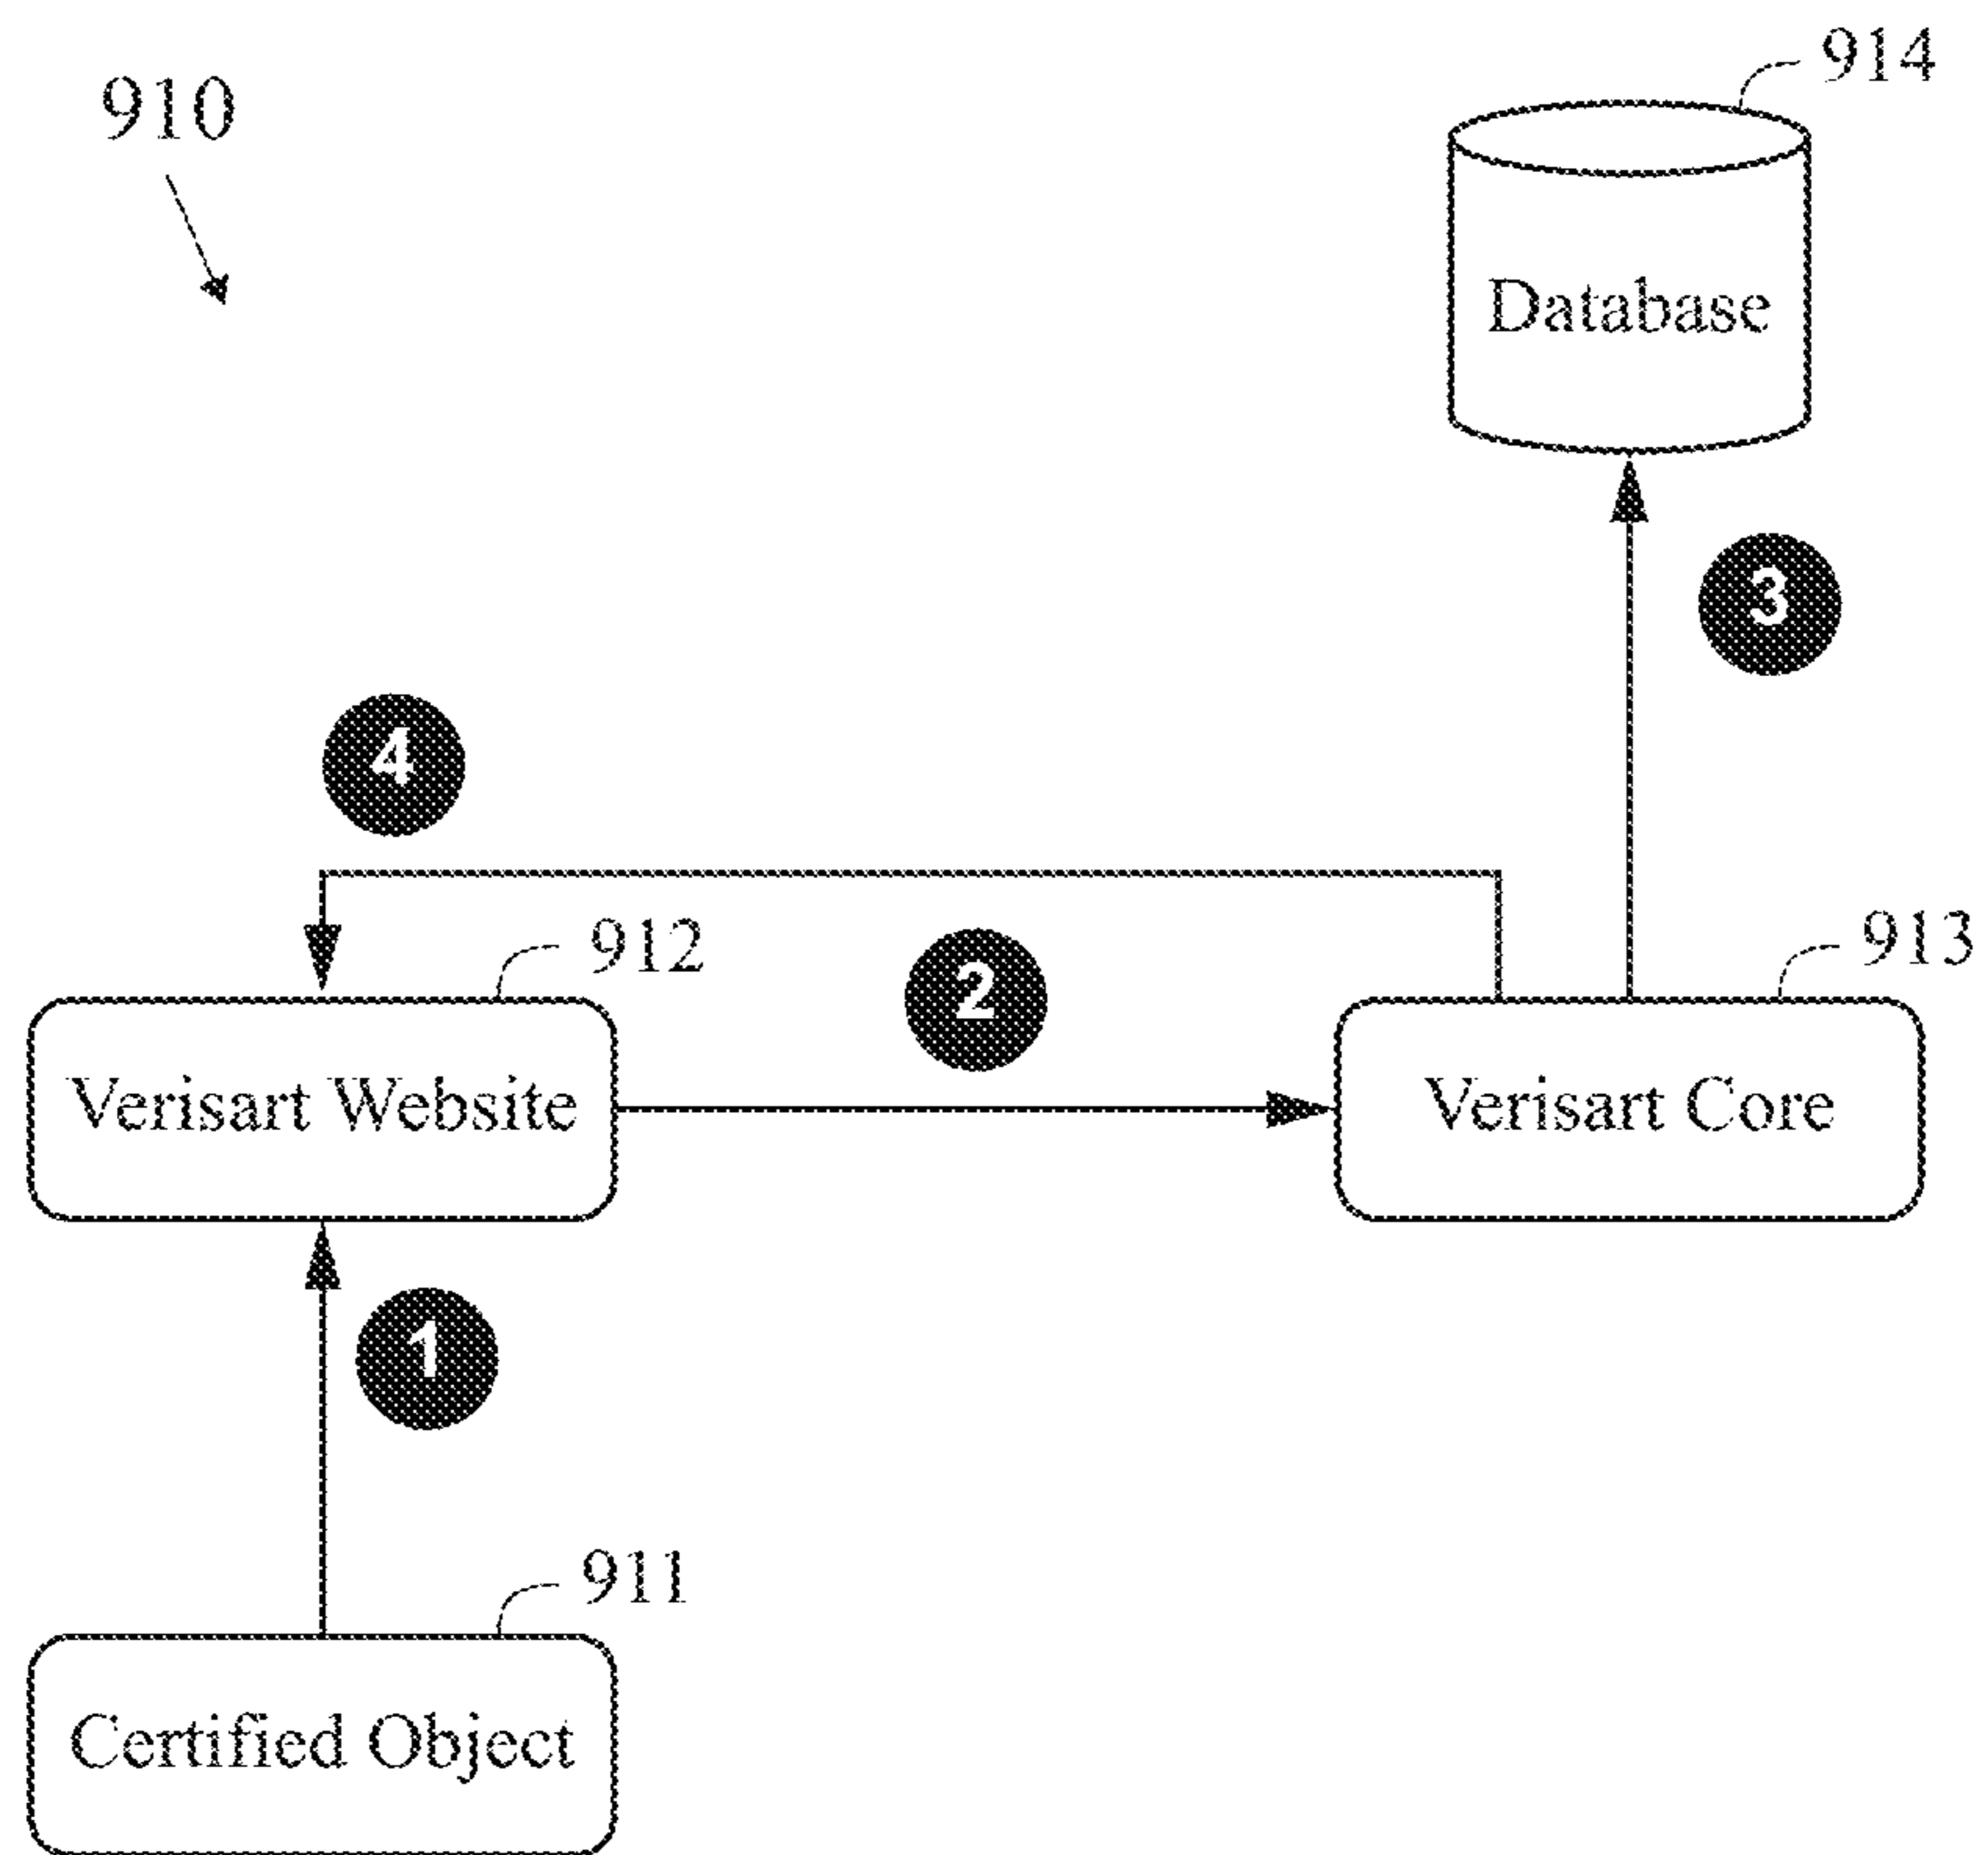 914
910
Database
3
4
912
913
2
Verisart Website
Verisart Core
1
911
Certified Object